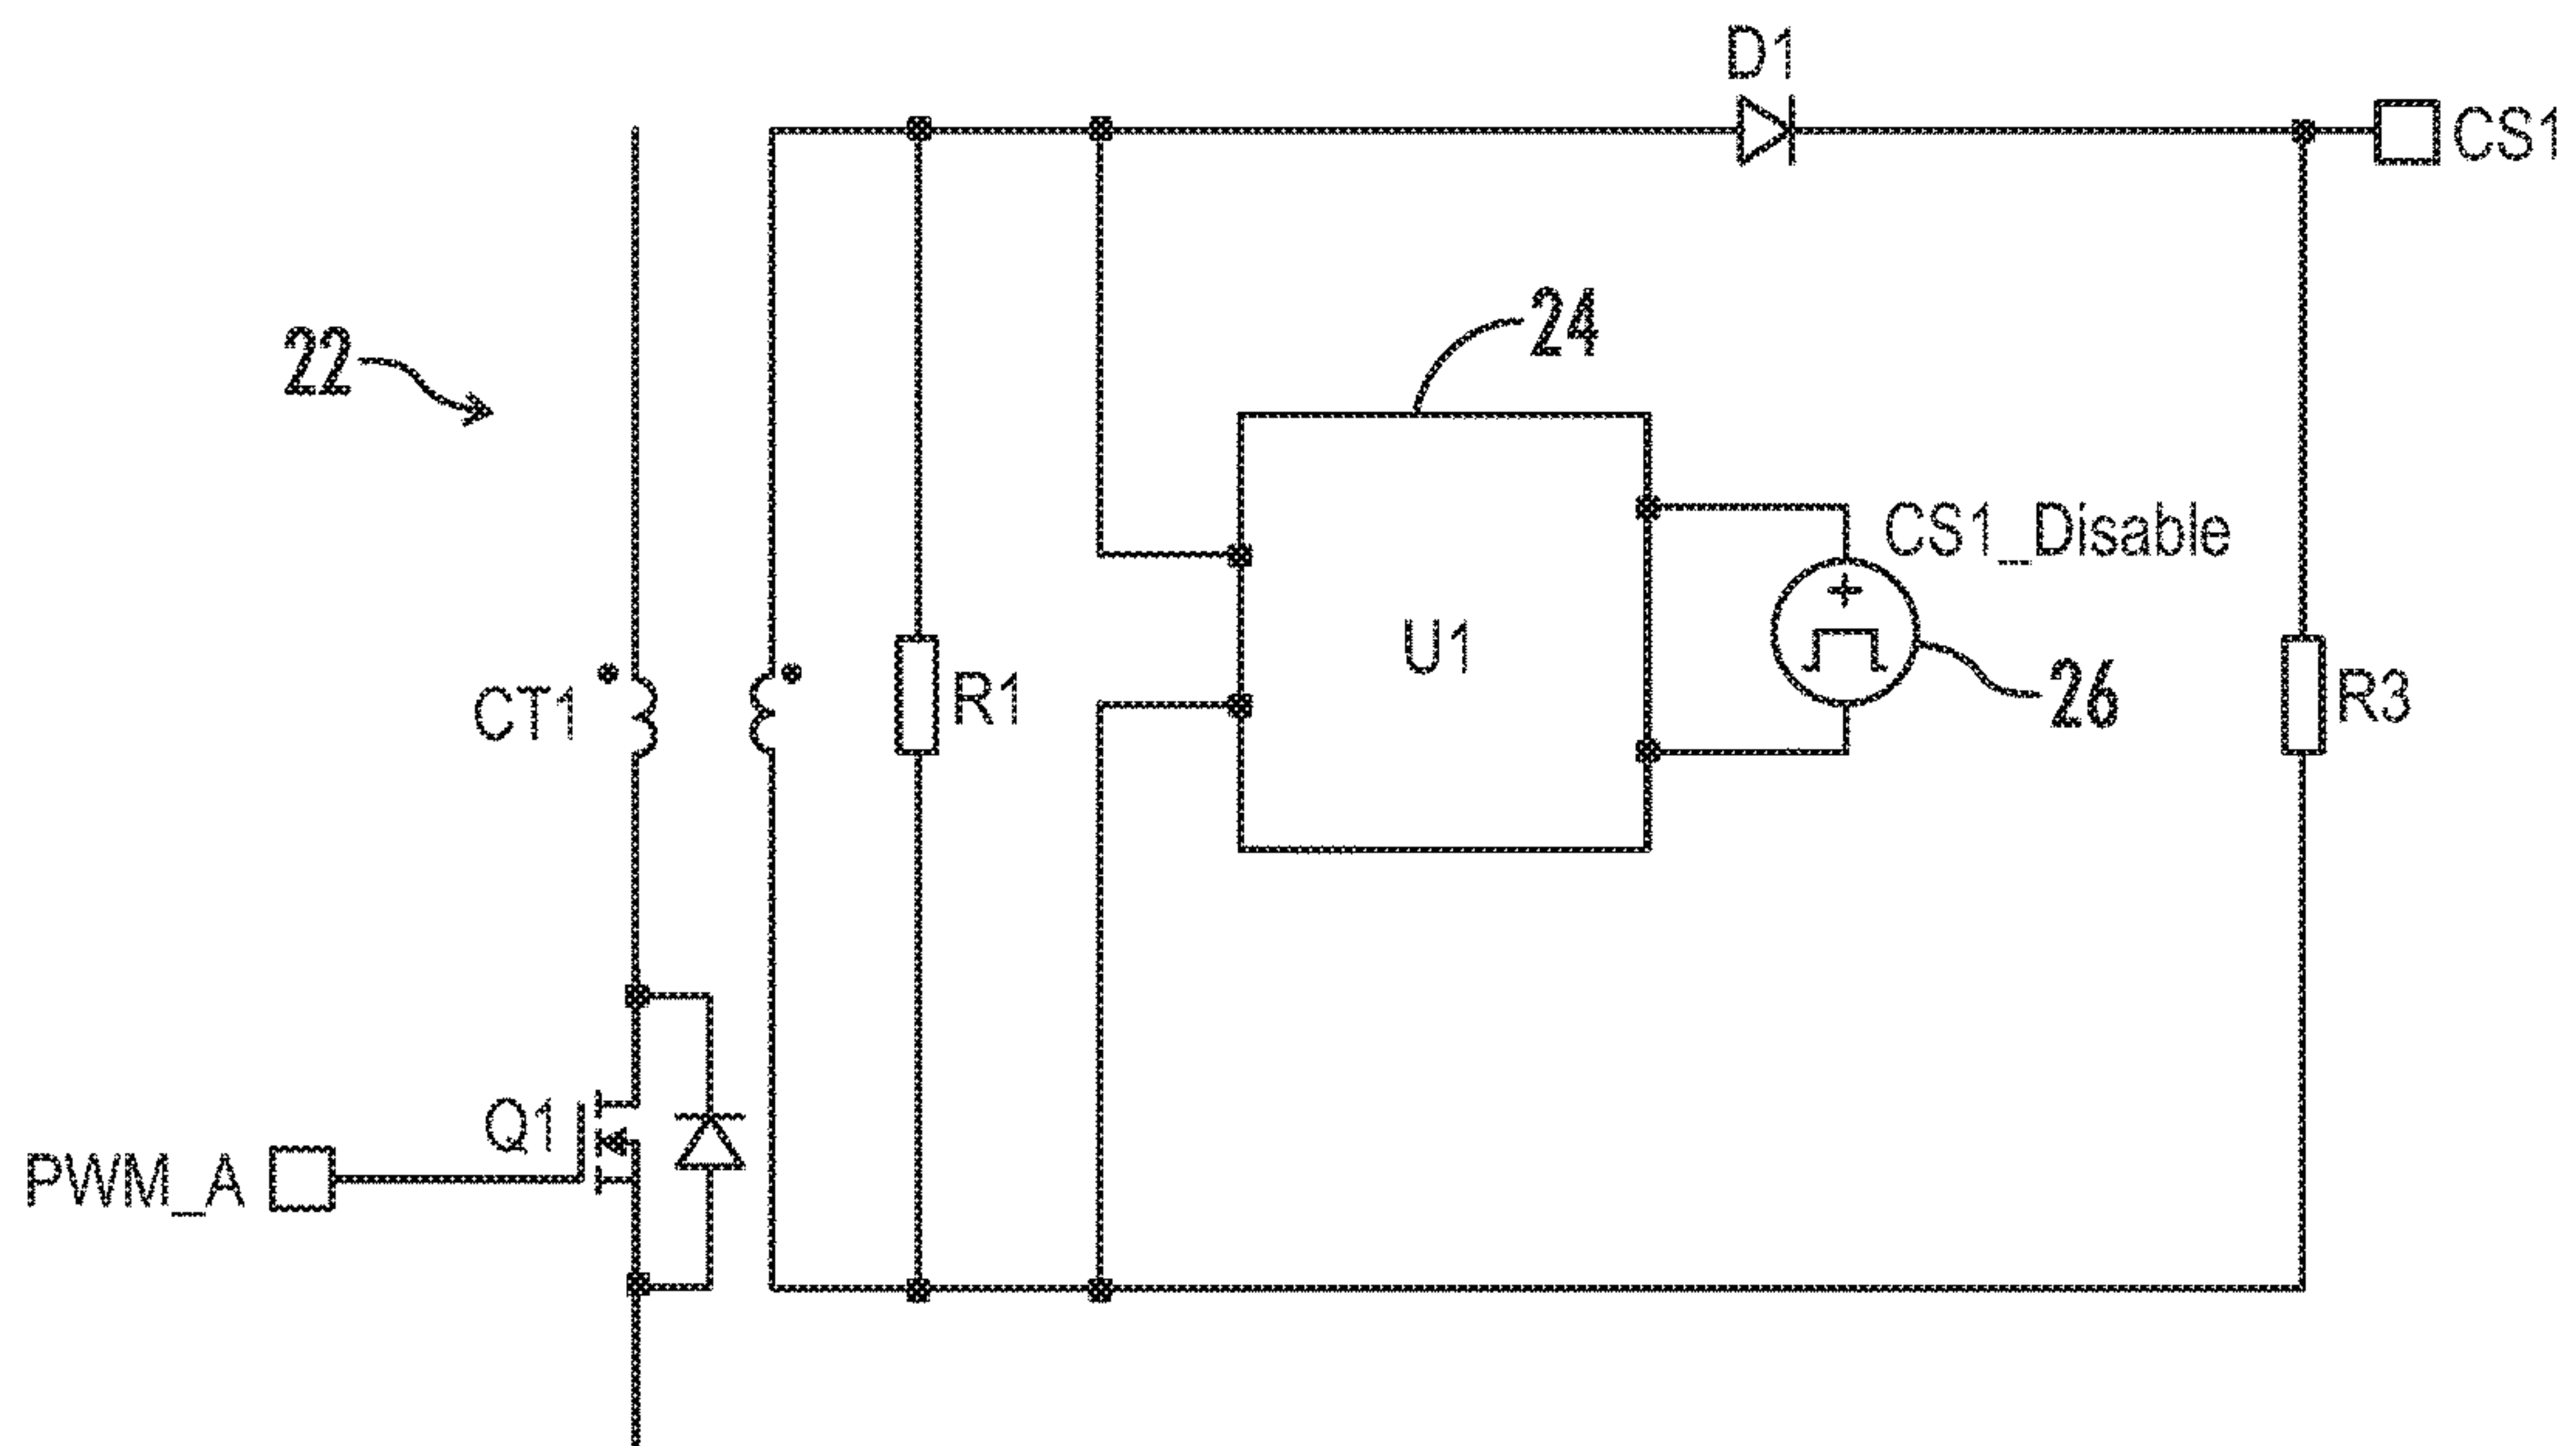 D1
CS1
22
24
CS1_Disable
U1
26
CT1
R1
R3
Q1
PWM_A